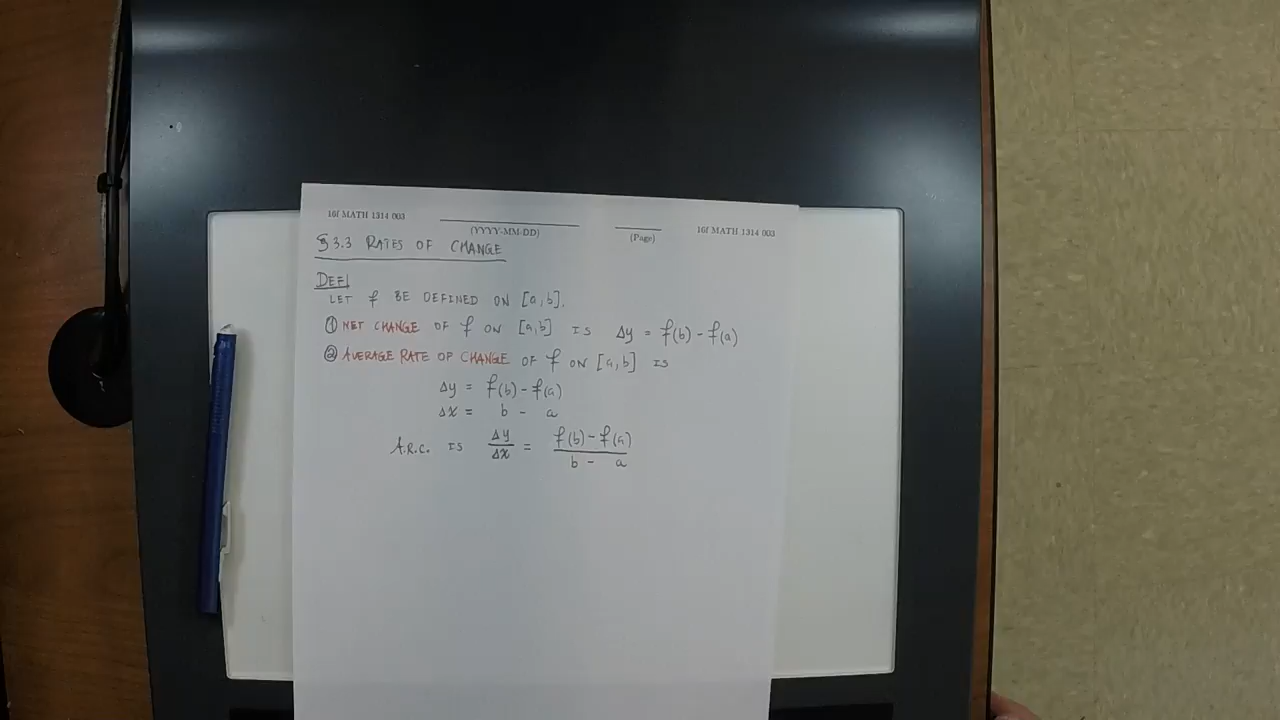 16f MATH 1314 003 (YYYY-MM-DD) (Page) 16f MATH 1314 003
§ 3.3 RATES OF CHANGE
DEF|
LET f BE DEFINED ON [a,b].
① NET CHANGE OF f ON [a,b] IS Δy = f(b) - f(a)
② AVERAGE RATE OF CHANGE OF f ON [a,b] IS
Δy = f(b) - f(a)
Δx = b - a
A.R.C. IS Δy/Δx = f(b) - f(a) / b - a